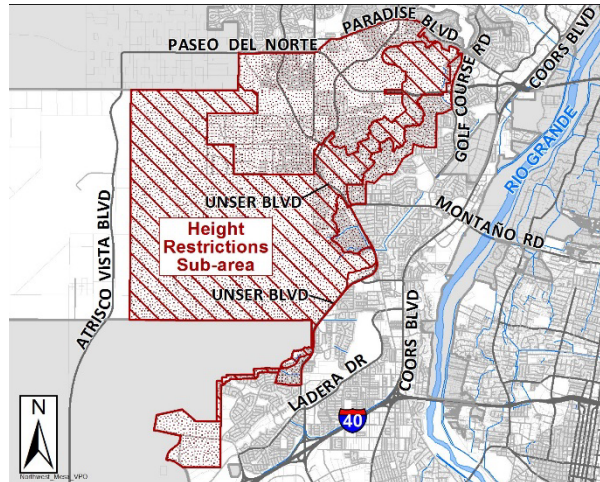 PARADISE BLVD
PASEO DEL NORTE
GOLF COURSE RD
COORS BLVD
RIO GRANDE
UNSER BLVD
MONTAÑO RD
Height
Restrictions
Sub-area
ATRISCO VISTA BLVD
UNSER BLVD
COORS BLVD
LADERA DR
40
N
Northwest_Mesa_VPO